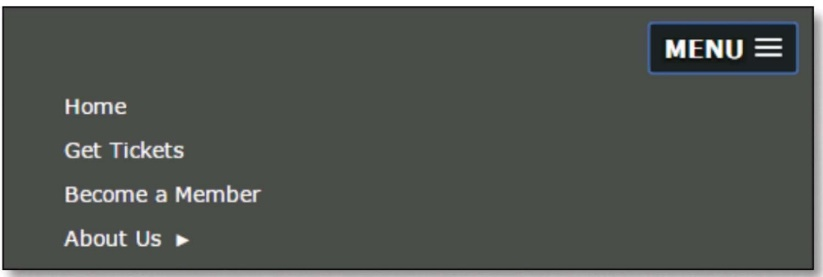 MENU
Home
Get Tickets
Become a Member
About Us ►